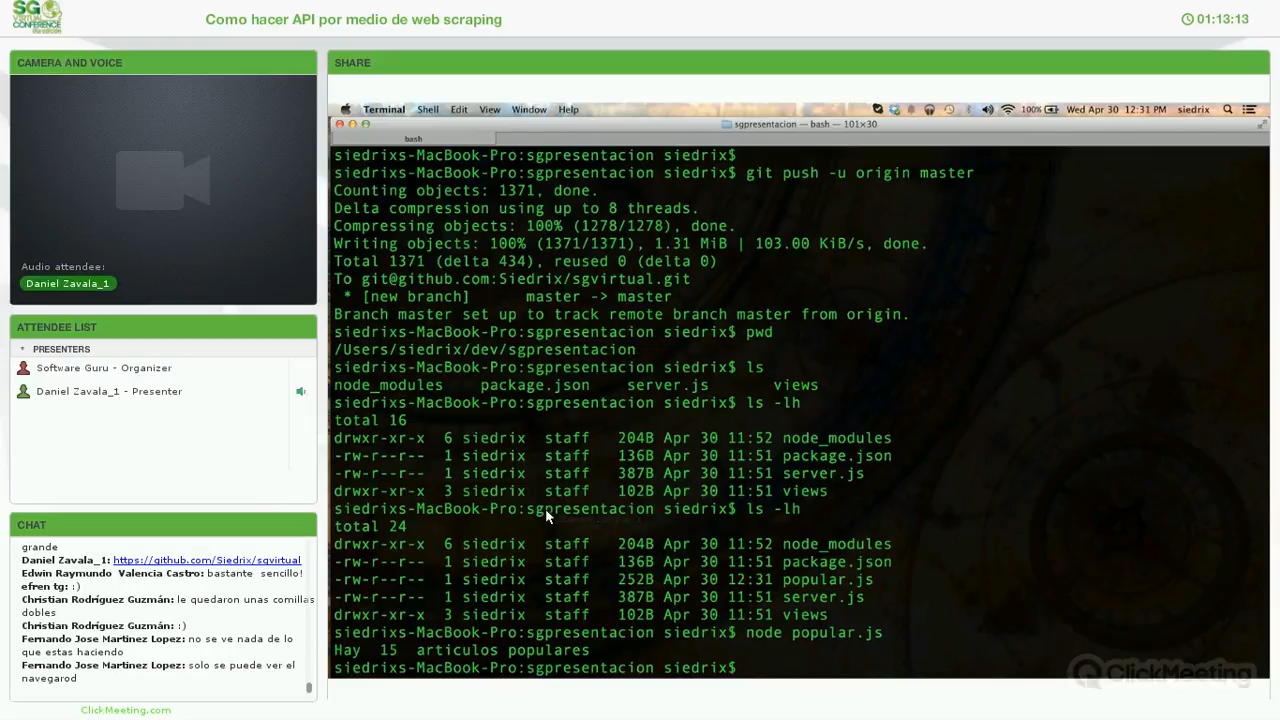 SG
VIRTUAL
CONFERENCE
Como hacer API por medio de web scraping
01:13:13
CAMERA AND VOICE
Audio attendee:
Daniel Zavala_1
ATTENDEE LIST
PRESENTERS
Software Guru - Organizer
Daniel Zavala_1 - Presenter
CHAT
grande
Daniel Zavala_1: https://github.com/Siedrix/sgvirtual
Edwin Raymundo Valencia Castro: bastante sencillo!
efren tg: :)
Christian Rodríguez Guzmán: le quedaron unas comillas
dobles
Christian Rodríguez Guzmán: :)
Fernando Jose Martinez Lopez: no se ve nada de lo
que estas haciendo
Fernando Jose Martinez Lopez: solo se puede ver el
navegarod
ClickMeeting.com
SHARE
Terminal Shell Edit View Window Help
100% Wed Apr 30 12:31 PM siedrix
sgpresentacion — bash — 101×30
bash
siedrixs-MacBook-Pro:sgpresentacion siedrix$
siedrixs-MacBook-Pro:sgpresentacion siedrix$ git push -u origin master
Counting objects: 1371, done.
Delta compression using up to 8 threads.
Compressing objects: 100% (1278/1278), done.
Writing objects: 100% (1371/1371), 1.31 MiB | 103.00 KiB/s, done.
Total 1371 (delta 434), reused 0 (delta 0)
To git@github.com:Siedrix/sgvirtual.git
* [new branch] master -> master
Branch master set up to track remote branch master from origin.
siedrixs-MacBook-Pro:sgpresentacion siedrix$ pwd
/Users/siedrix/dev/sgpresentacion
siedrixs-MacBook-Pro:sgpresentacion siedrix$ ls
node_modules package.json server.js views
siedrixs-MacBook-Pro:sgpresentacion siedrix$ ls -lh
total 16
drwxr-xr-x 6 siedrix staff 204B Apr 30 11:52 node_modules
-rw-r--r-- 1 siedrix staff 136B Apr 30 11:51 package.json
-rw-r--r-- 1 siedrix staff 387B Apr 30 11:51 server.js
drwxr-xr-x 3 siedrix staff 102B Apr 30 11:51 views
siedrixs-MacBook-Pro:sgpresentacion siedrix$ ls -lh
total 24
drwxr-xr-x 6 siedrix staff 204B Apr 30 11:52 node_modules
-rw-r--r-- 1 siedrix staff 136B Apr 30 11:51 package.json
-rw-r--r-- 1 siedrix staff 252B Apr 30 12:31 popular.js
-rw-r--r-- 1 siedrix staff 387B Apr 30 11:51 server.js
drwxr-xr-x 3 siedrix staff 102B Apr 30 11:51 views
siedrixs-MacBook-Pro:sgpresentacion siedrix$ node popular.js
Hay 15 articulos populares
siedrixs-MacBook-Pro:sgpresentacion siedrix$
ClickMeeting